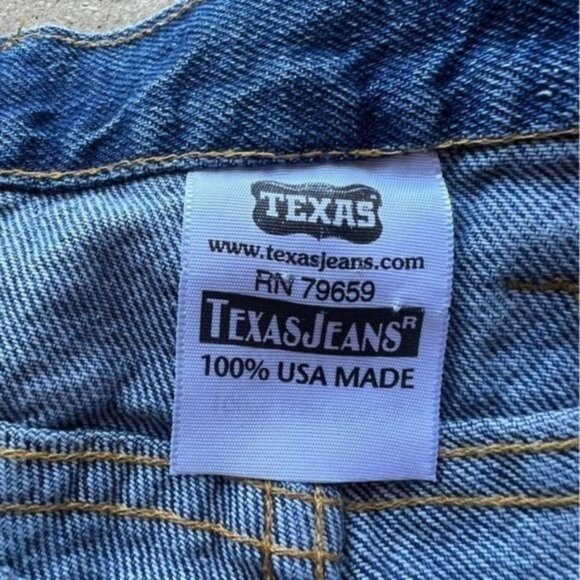 TEXAS
www.texasjeans.com
RN 79659
TEXASJEANS R
100% USA MADE